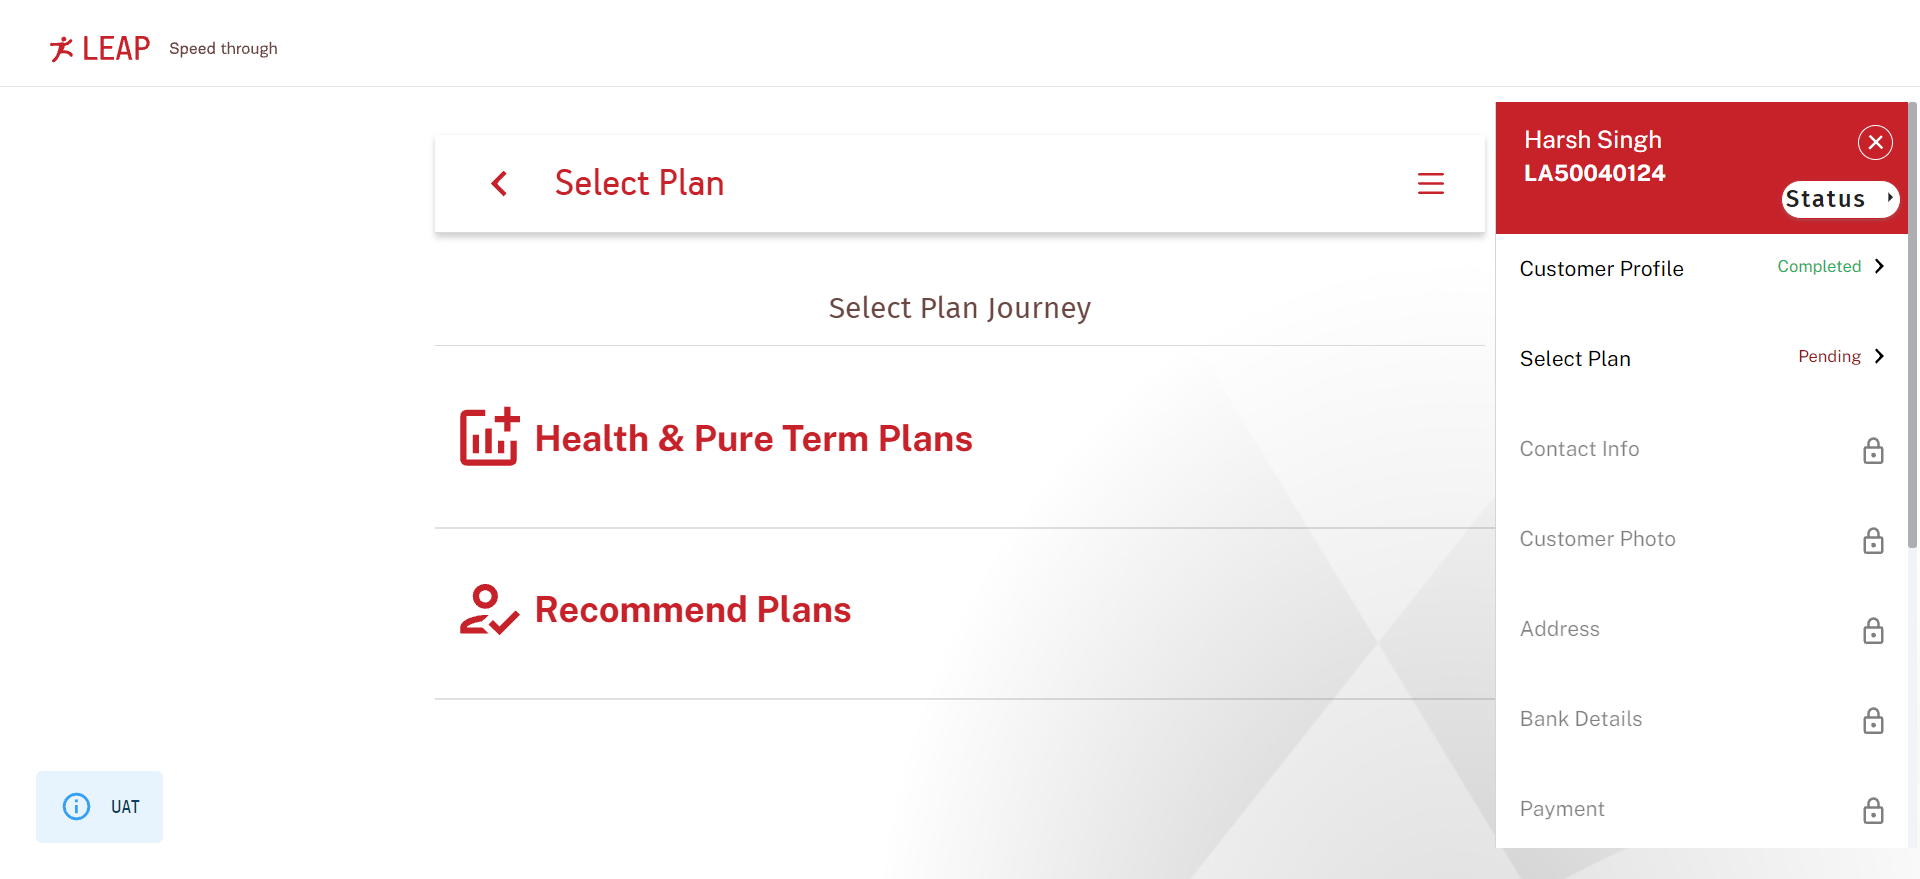 LEAP Speed through
Select Plan
Select Plan Journey
Health & Pure Term Plans
Recommend Plans
UAT
Harsh Singh
LA50040124
Status
Customer Profile Completed
Select Plan Pending
Contact Info
Customer Photo
Address
Bank Details
Payment